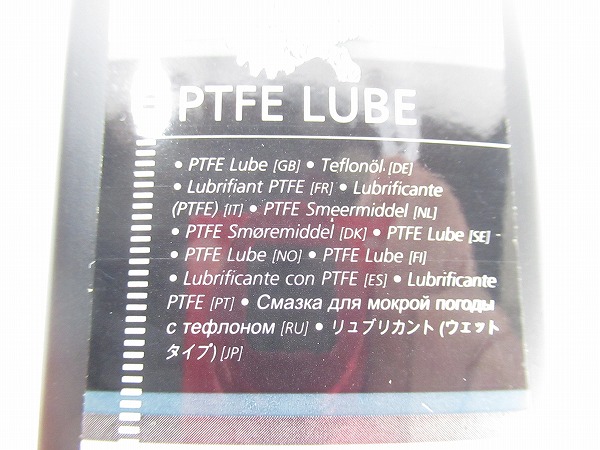 PTFE LUBE
• PTFE Lube [GB] • Teflonöl [DE]
• Lubrifiant PTFE [FR] • Lubrificante
(PTFE) [IT] • PTFE Smeermiddel [NL]
• PTFE Smøremiddel [DK] • PTFE Lube [SE]
• PTFE Lube [NO] • PTFE Lube [FI]
• Lubrificante con PTFE [ES] • Lubrificante
PTFE [PT] • Смазка для мокрой погоды
с тефлоном [RU] • リュブリカント (ウェット
タイプ) [JP]